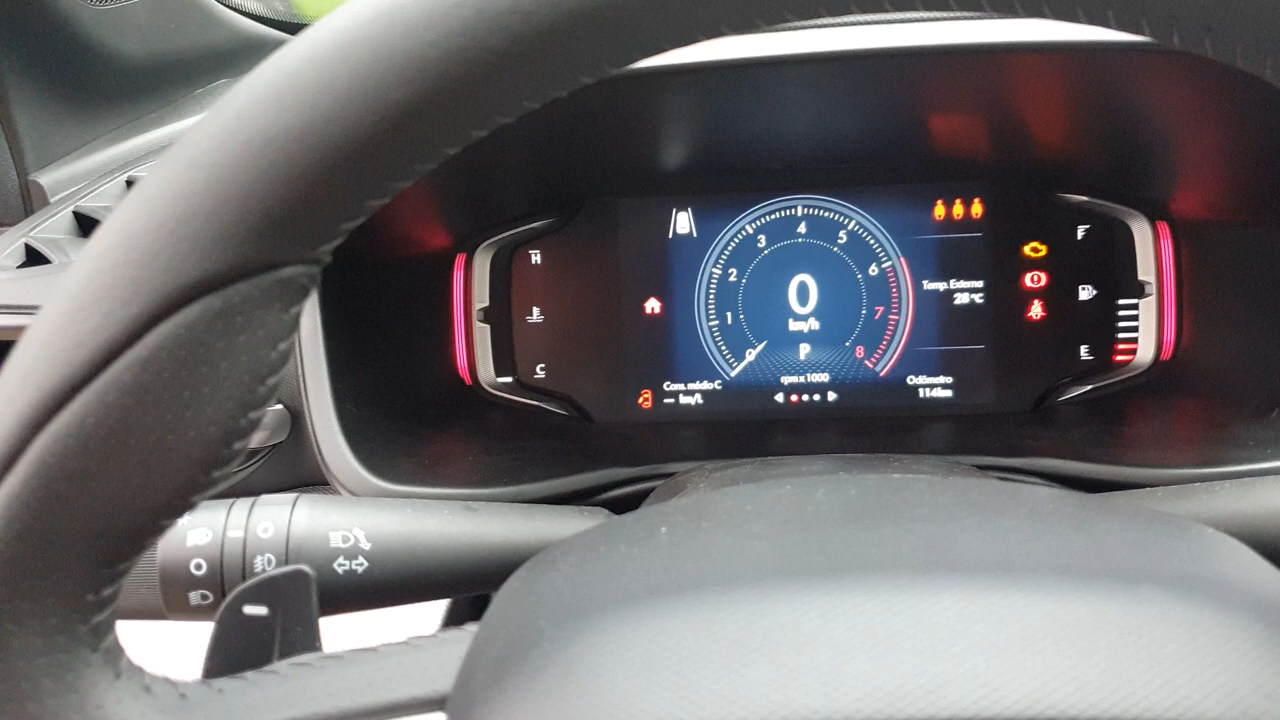 H
C
0
1
2
3
4
5
6
7
8
0
km/h
P
rpm x 1000
Cons. médio C
--- km/L
Temp. Externa
28 °C
Odômetro
114km
F
E